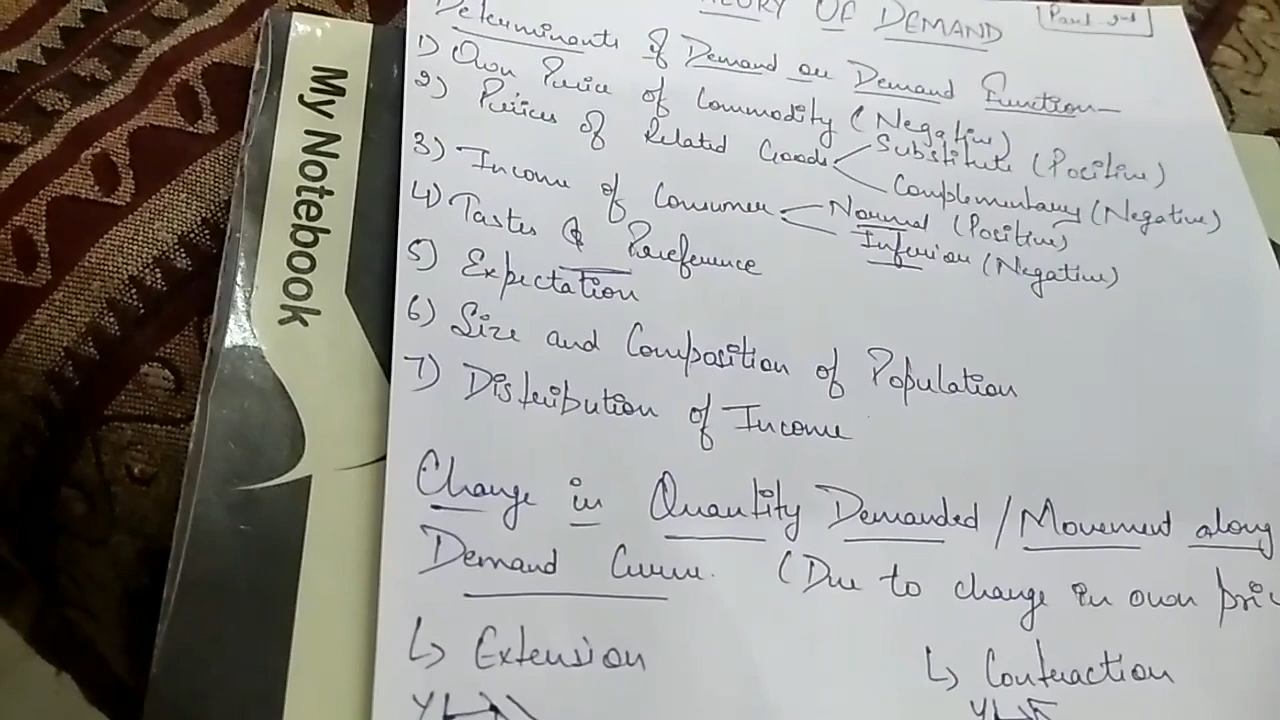 My Notebook
THEORY OF DEMAND
Determinants of Demand or Demand Function-
1) Own Price of Commodity (Negative)
2) Prices of Related Goods
Substitute (Positive)
Complementary (Negative)
3) Income of Consumer
Normal (Positive)
Inferior (Negative)
4) Tastes & Preference
5) Expectation
6) Size and Composition of Population
7) Distribution of Income
Change in Quantity Demanded / Movement along
Demand Curve. (Due to change in own pri
↳ Extension
↳ Contraction
Y
Y